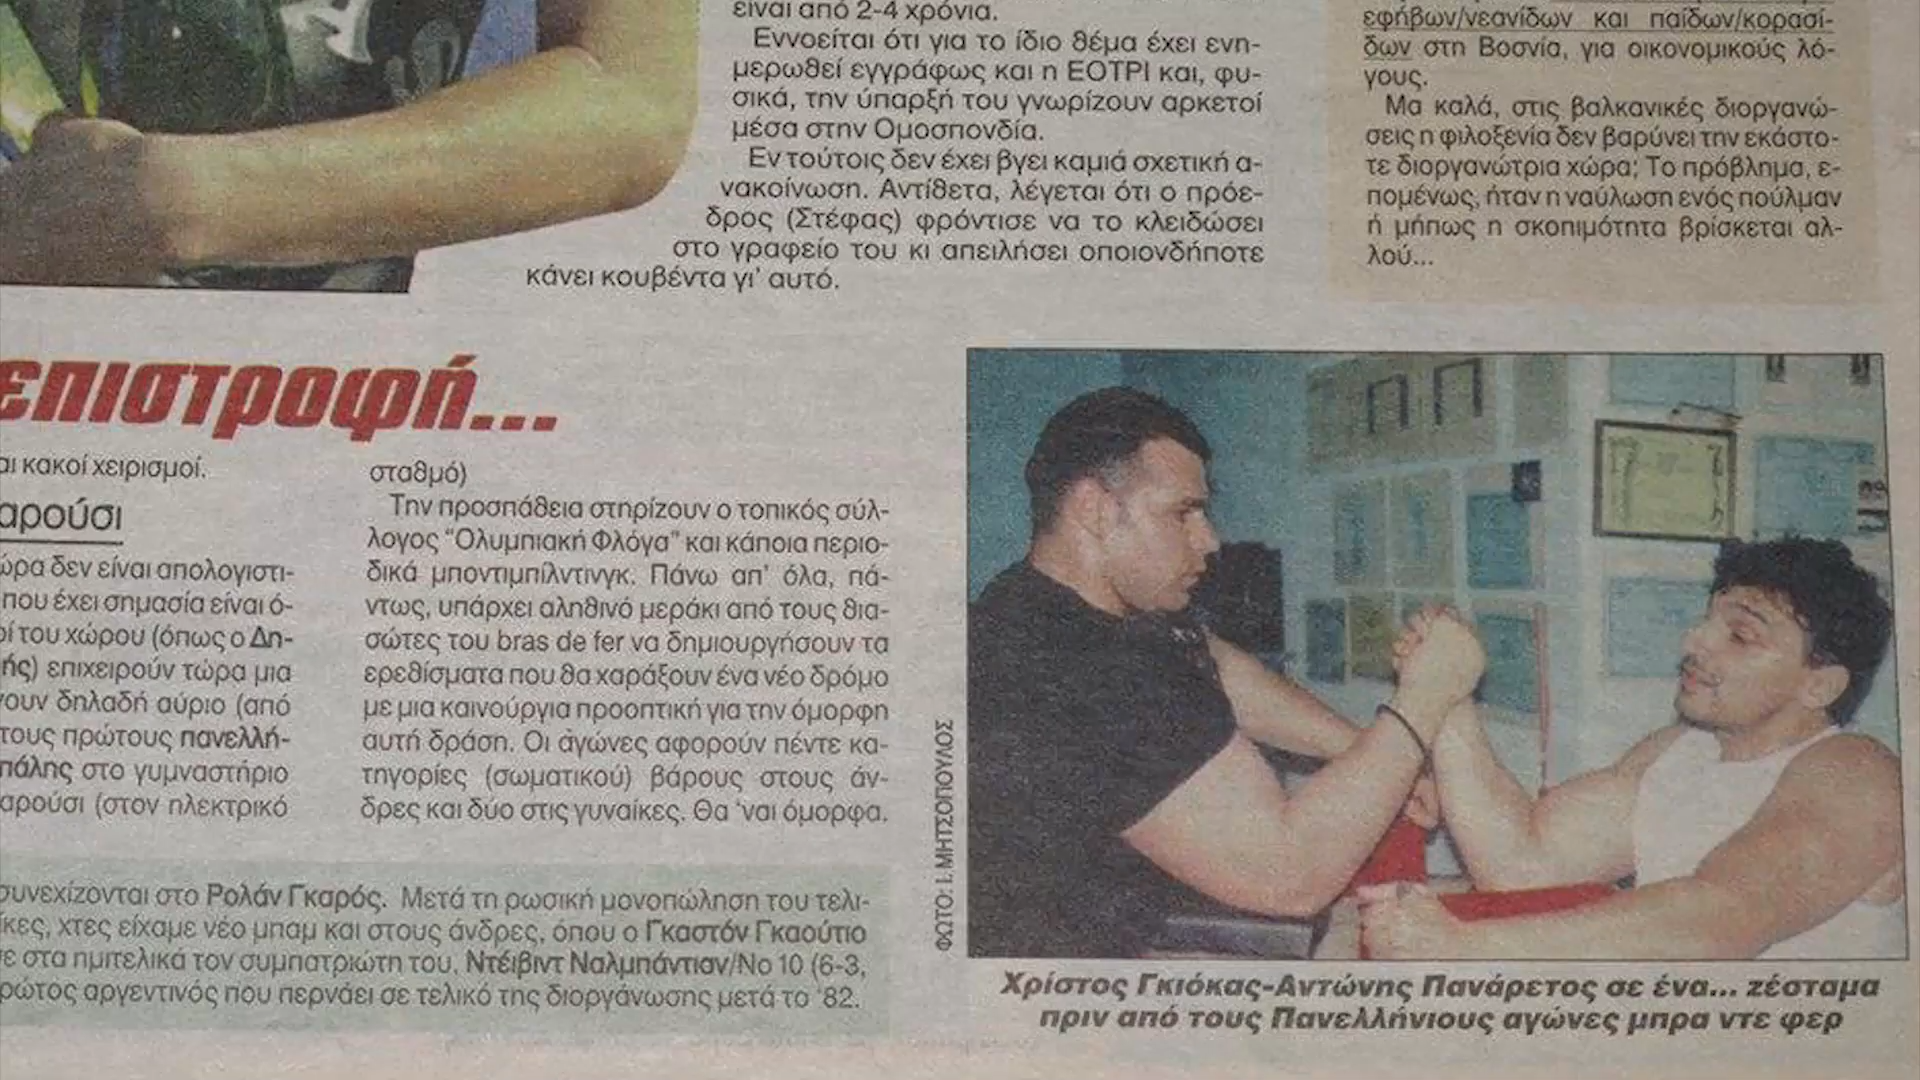 είναι από 2-4 χρόνια.
Εννοείται ότι για το ίδιο θέμα έχει ενη-
μερωθεί εγγράφως και η ΕΟΤΡΙ και, φυ-
σικά, την ύπαρξή του γνωρίζουν αρκετοί
μέσα στην Ομοσπονδία.
Εν τούτοις δεν έχει βγει καμιά σχετική α-
νακοίνωση. Αντίθετα, λέγεται ότι ο πρόε-
δρος (Στέφας) φρόντισε να το κλειδώσει
στο γραφείο του κι απειλήσει οποιονδήποτε
κάνει κουβέντα γι' αυτό.
εφήβων/νεανίδων και παίδων/κορασί-
δων στη Βοσνία, για οικονομικούς λό-
γους.
Μα καλά, στις βαλκανικές διοργανώ-
σεις η φιλοξενία δεν βαρύνει την εκάστο-
τε διοργανώτρια χώρα; Το πρόβλημα, ε-
πομένως, ήταν η ναύλωση ενός πούλμαν
ή μήπως η σκοπιμότητα βρίσκεται αλ-
λού...
επιστροφή...
αι κακοί χειρισμοί.
αρούσι
ώρα δεν είναι απολογιστι-
που έχει σημασία είναι ό-
οί του χώρου (όπως ο Δη-
ής) επιχειρούν τώρα μια
νουν δηλαδή αύριο (από
τους πρώτους πανελλή-
πάλης στο γυμναστήριο
αρούσι (στον ηλεκτρικό
σταθμό)
Την προσπάθεια στηρίζουν ο τοπικός σύλ-
λογος "Ολυμπιακή Φλόγα" και κάποια περιο-
δικά μποντιμπίλντινγκ. Πάνω απ' όλα, πά-
ντως, υπάρχει αληθινό μεράκι από τους θια-
σώτες του bras de fer να δημιουργήσουν τα
ερεθίσματα που θα χαράξουν ένα νέο δρόμο
με μια καινούργια προοπτική για την όμορφη
αυτή δράση. Οι αγώνες αφορούν πέντε κα-
τηγορίες (σωματικού) βάρους στους άν-
δρες και δύο στις γυναίκες. Θα 'ναι όμορφα.
συνεχίζονται στο Ρολάν Γκαρός. Μετά τη ρωσική μονοπώληση του τελι-
ίκες, χτες είχαμε νέο μπαμ και στους άνδρες, όπου ο Γκαστόν Γκαούτιο
ε στα ημιτελικά τον συμπατριώτη του, Ντέιβιντ Ναλμπάντιαν/Νο 10 (6-3,
ρώτος αργεντινός που περνάει σε τελικό της διοργάνωσης μετά το '82.
ΦΩΤΟ: Ι. ΜΗΤΣΟΠΟΥΛΟΣ
Χρίστος Γκιόκας-Αντώνης Πανάρετος σε ένα... ζέσταμα
πριν από τους Πανελλήνιους αγώνες μπρα ντε φερ